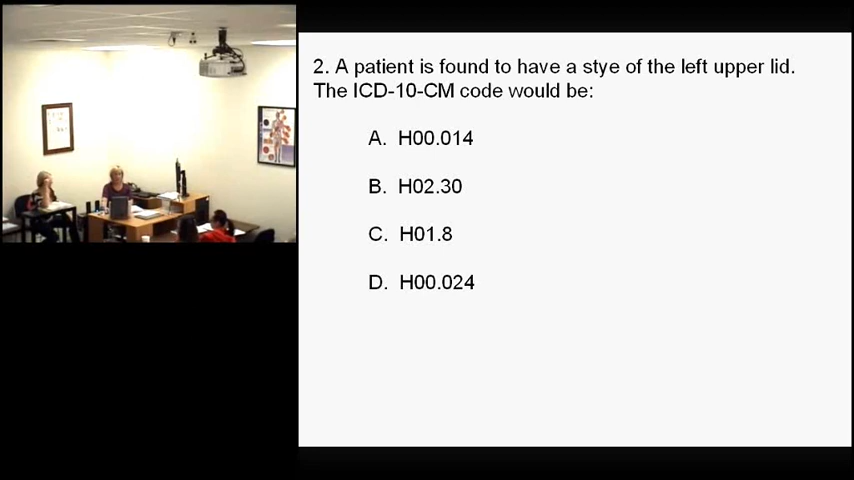 2. A patient is found to have a stye of the left upper lid.
The ICD-10-CM code would be:
A. H00.014
B. H02.30
C. H01.8
D. H00.024